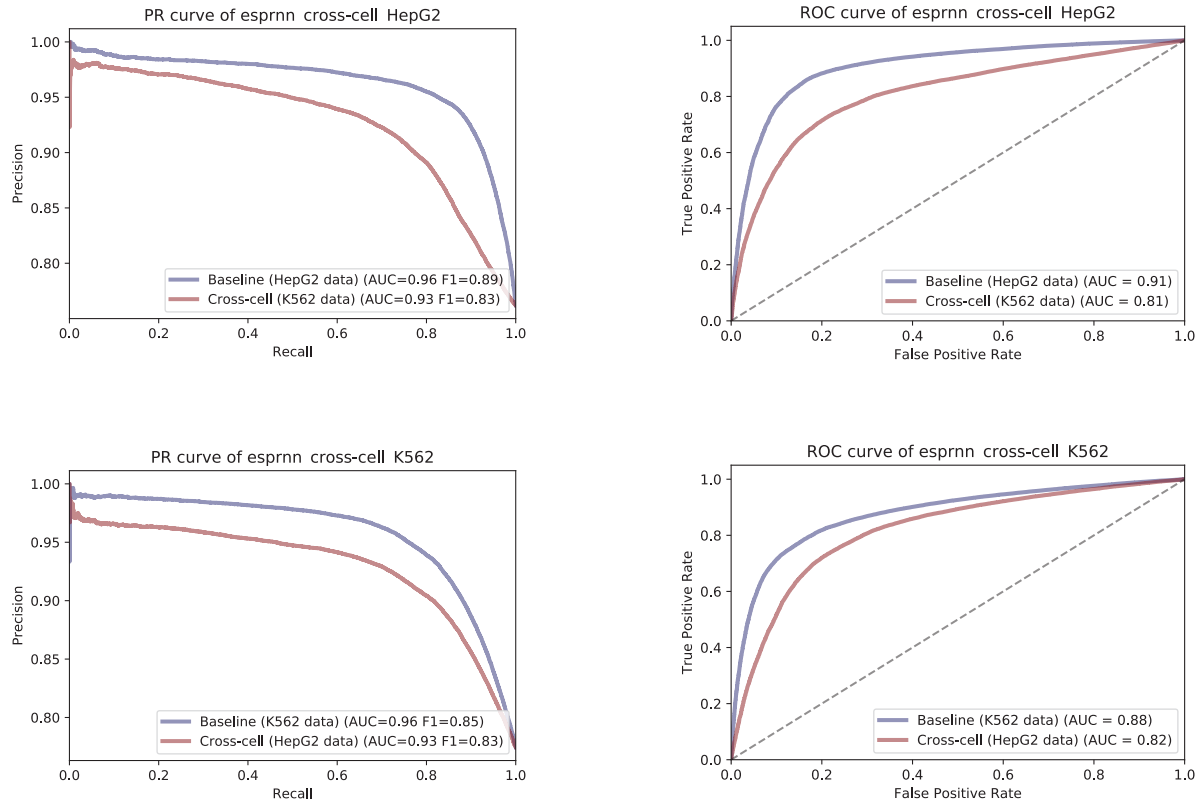 PR curve of esprnn cross-cell HepG2
1.00
0.95
0.90
0.85
0.80
Precision
Baseline (HepG2 data) (AUC=0.96 F1=0.89)
Cross-cell (K562 data) (AUC=0.93 F1=0.83)
0.0 0.2 0.4 0.6 0.8 1.0
Recall
ROC curve of esprnn cross-cell HepG2
1.0
0.8
0.6
0.4
0.2
0.0
True Positive Rate
Baseline (HepG2 data) (AUC = 0.91)
Cross-cell (K562 data) (AUC = 0.81)
0.0 0.2 0.4 0.6 0.8 1.0
False Positive Rate
PR curve of esprnn cross-cell K562
1.00
0.95
0.90
0.85
0.80
Precision
Baseline (K562 data) (AUC=0.96 F1=0.85)
Cross-cell (HepG2 data) (AUC=0.93 F1=0.83)
0.0 0.2 0.4 0.6 0.8 1.0
Recall
ROC curve of esprnn cross-cell K562
1.0
0.8
0.6
0.4
0.2
0.0
True Positive Rate
Baseline (K562 data) (AUC = 0.88)
Cross-cell (HepG2 data) (AUC = 0.82)
0.0 0.2 0.4 0.6 0.8 1.0
False Positive Rate